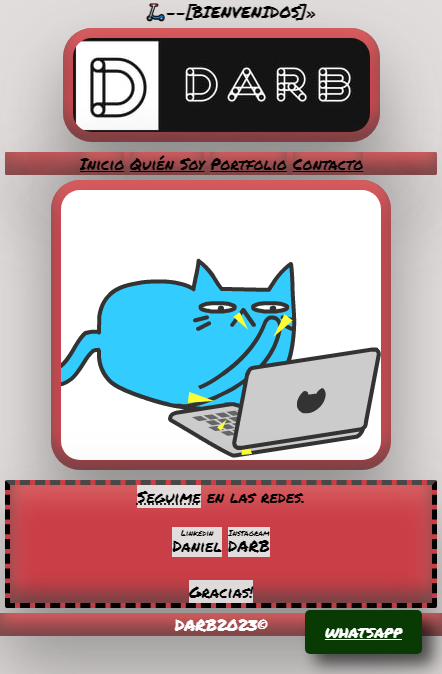 --[BIENVENIDOS]»
D DARB
Inicio Quién Soy Portfolio Contacto
Seguime en las redes.
Linkedin Instagram
Daniel DARB
Gracias!
DARB2023©
WHATSAPP